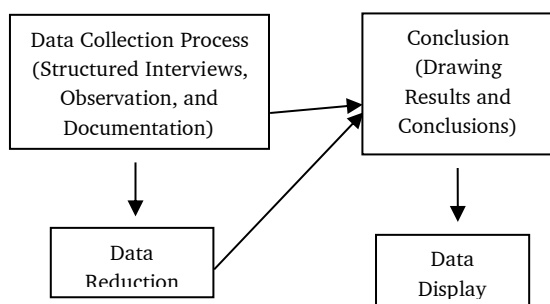 Data Collection Process
(Structured Interviews,
Observation, and
Documentation)
Conclusion
(Drawing
Results and
Conclusions)
Data
Reduction
Data
Display